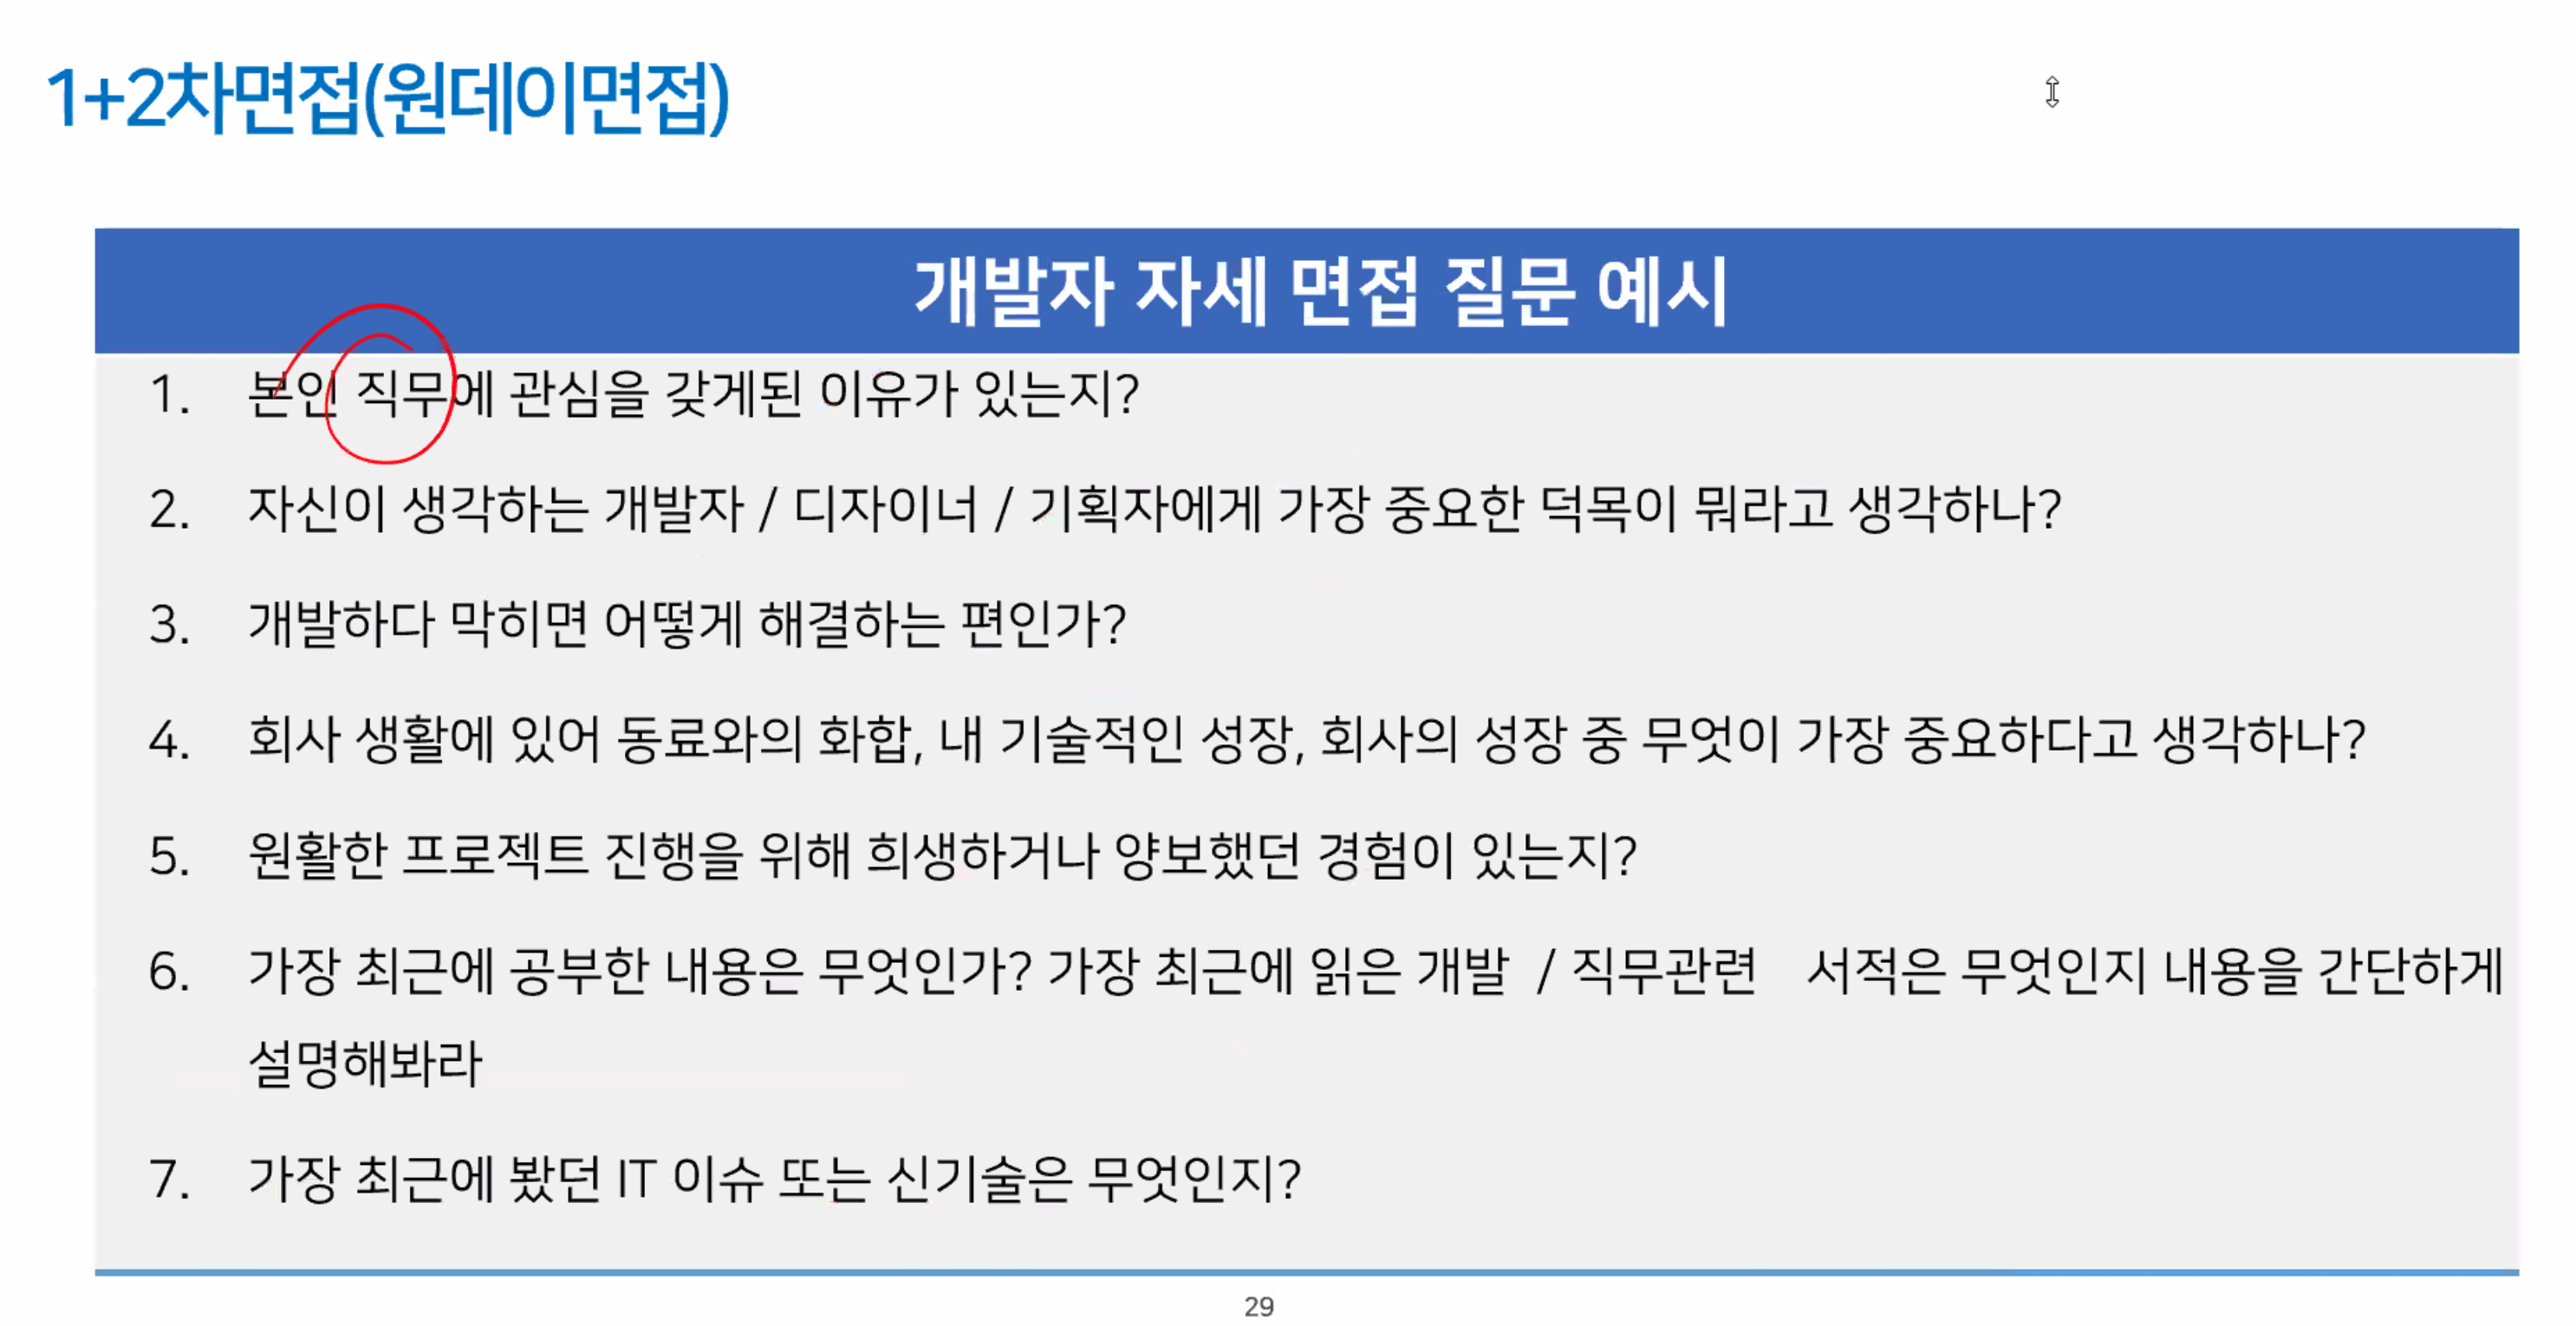 1+2차면접(원데이면접)
개발자 자세 면접 질문 예시
1. 본인 직무에 관심을 갖게된 이유가 있는지?
2. 자신이 생각하는 개발자 / 디자이너 / 기획자에게 가장 중요한 덕목이 뭐라고 생각하나?
3. 개발하다 막히면 어떻게 해결하는 편인가?
4. 회사 생활에 있어 동료와의 화합, 내 기술적인 성장, 회사의 성장 중 무엇이 가장 중요하다고 생각하나?
5. 원활한 프로젝트 진행을 위해 희생하거나 양보했던 경험이 있는지?
6. 가장 최근에 공부한 내용은 무엇인가? 가장 최근에 읽은 개발 / 직무관련 서적은 무엇인지 내용을 간단하게
설명해봐라
7. 가장 최근에 봤던 IT 이슈 또는 신기술은 무엇인지?
29